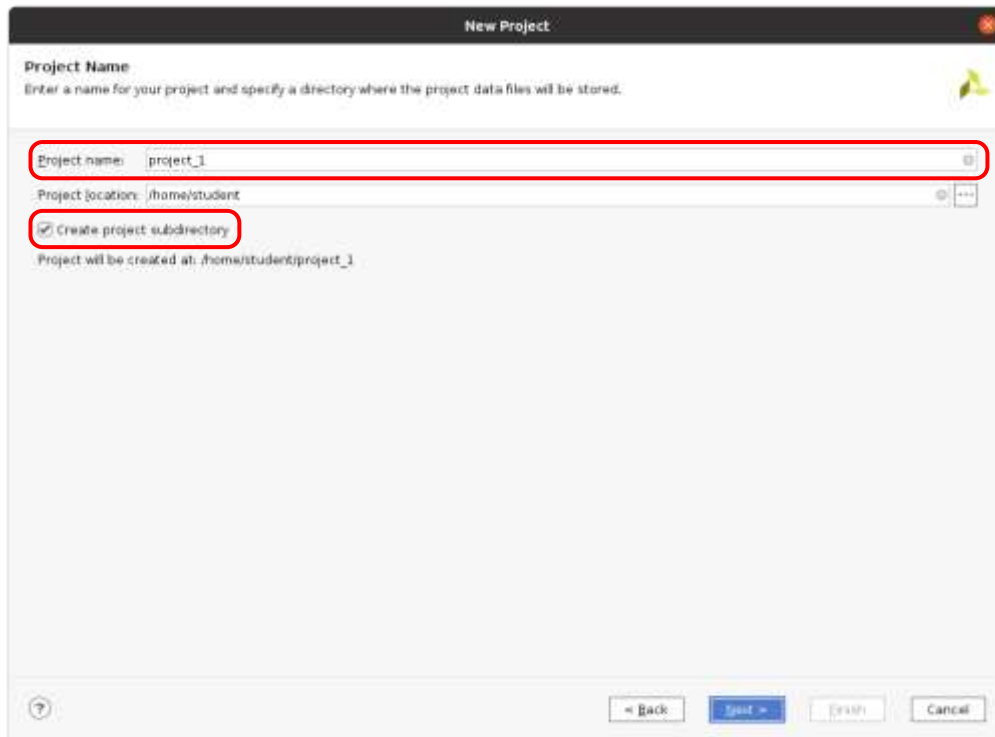 New Project
Project Name
Enter a name for your project and specify a directory where the project data files will be stored.
Project name: project_1
Project location: /home/student ...
Create project subdirectory
Project will be created at: /home/student/project_1
? < Back Next > Finish Cancel